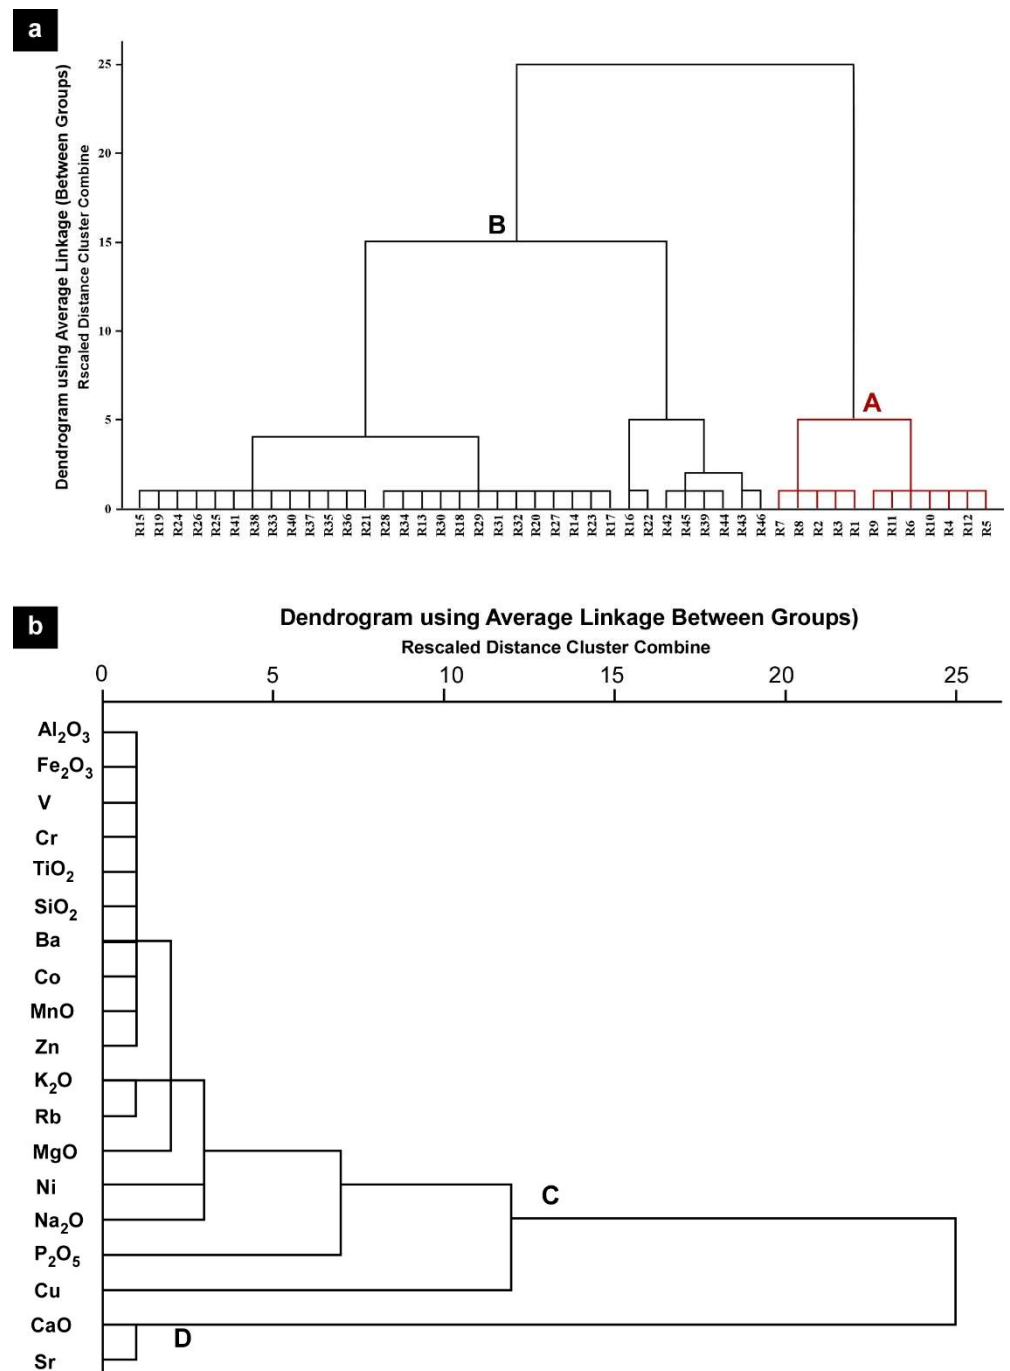 a
Dendrogram using Average Linkage (Between Groups)
Rscaled Distance Cluster Combine
25
20
15
10
5
0
B
A
R15 R19 R24 R26 R25 R41 R38 R33 R40 R37 R35 R36 R21 R28 R34 R13 R30 R18 R29 R31 R32 R20 R27 R14 R23 R17 R16 R22 R42 R45 R39 R44 R43 R46 R7 R8 R2 R3 R1 R9 R11 R6 R10 R4 R12 R5
b
Dendrogram using Average Linkage Between Groups)
Rescaled Distance Cluster Combine
0 5 10 15 20 25
Al₂O₃
Fe₂O₃
V
Cr
TiO₂
SiO₂
Ba
Co
MnO
Zn
K₂O
Rb
MgO
Ni
C
Na₂O
P₂O₅
Cu
CaO
D
Sr